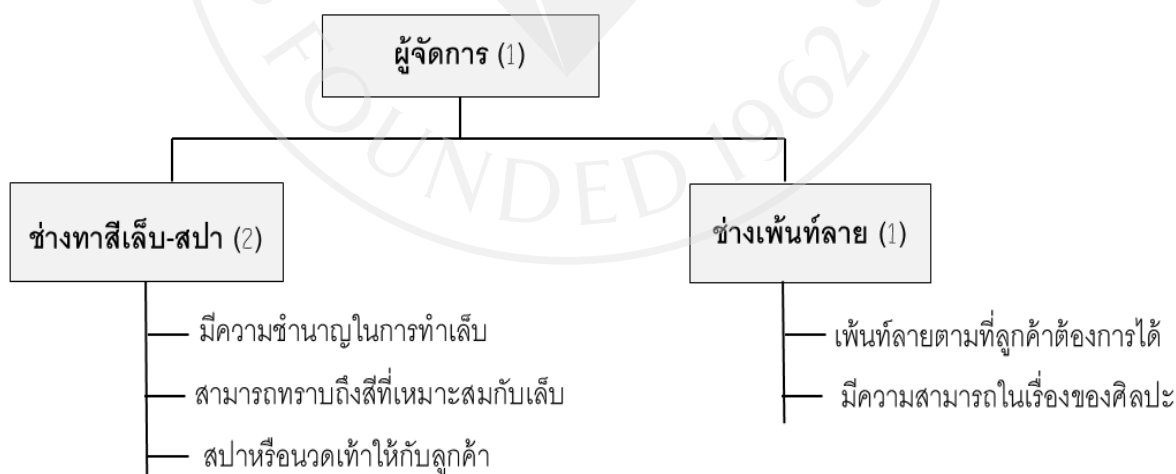 ผู้จัดการ (1)
FOUNDED 1962
ช่างทาสีเล็บ-สปา (2)
ช่างเพ้นท์ลาย (1)
มีความชำนาญในการทำเล็บ
สามารถทราบถึงสีที่เหมาะสมกับเล็บ
สปาหรือนวดเท้าให้กับลูกค้า
เพ้นท์ลายตามที่ลูกค้าต้องการได้
มีความสามารถในเรื่องของศิลปะ